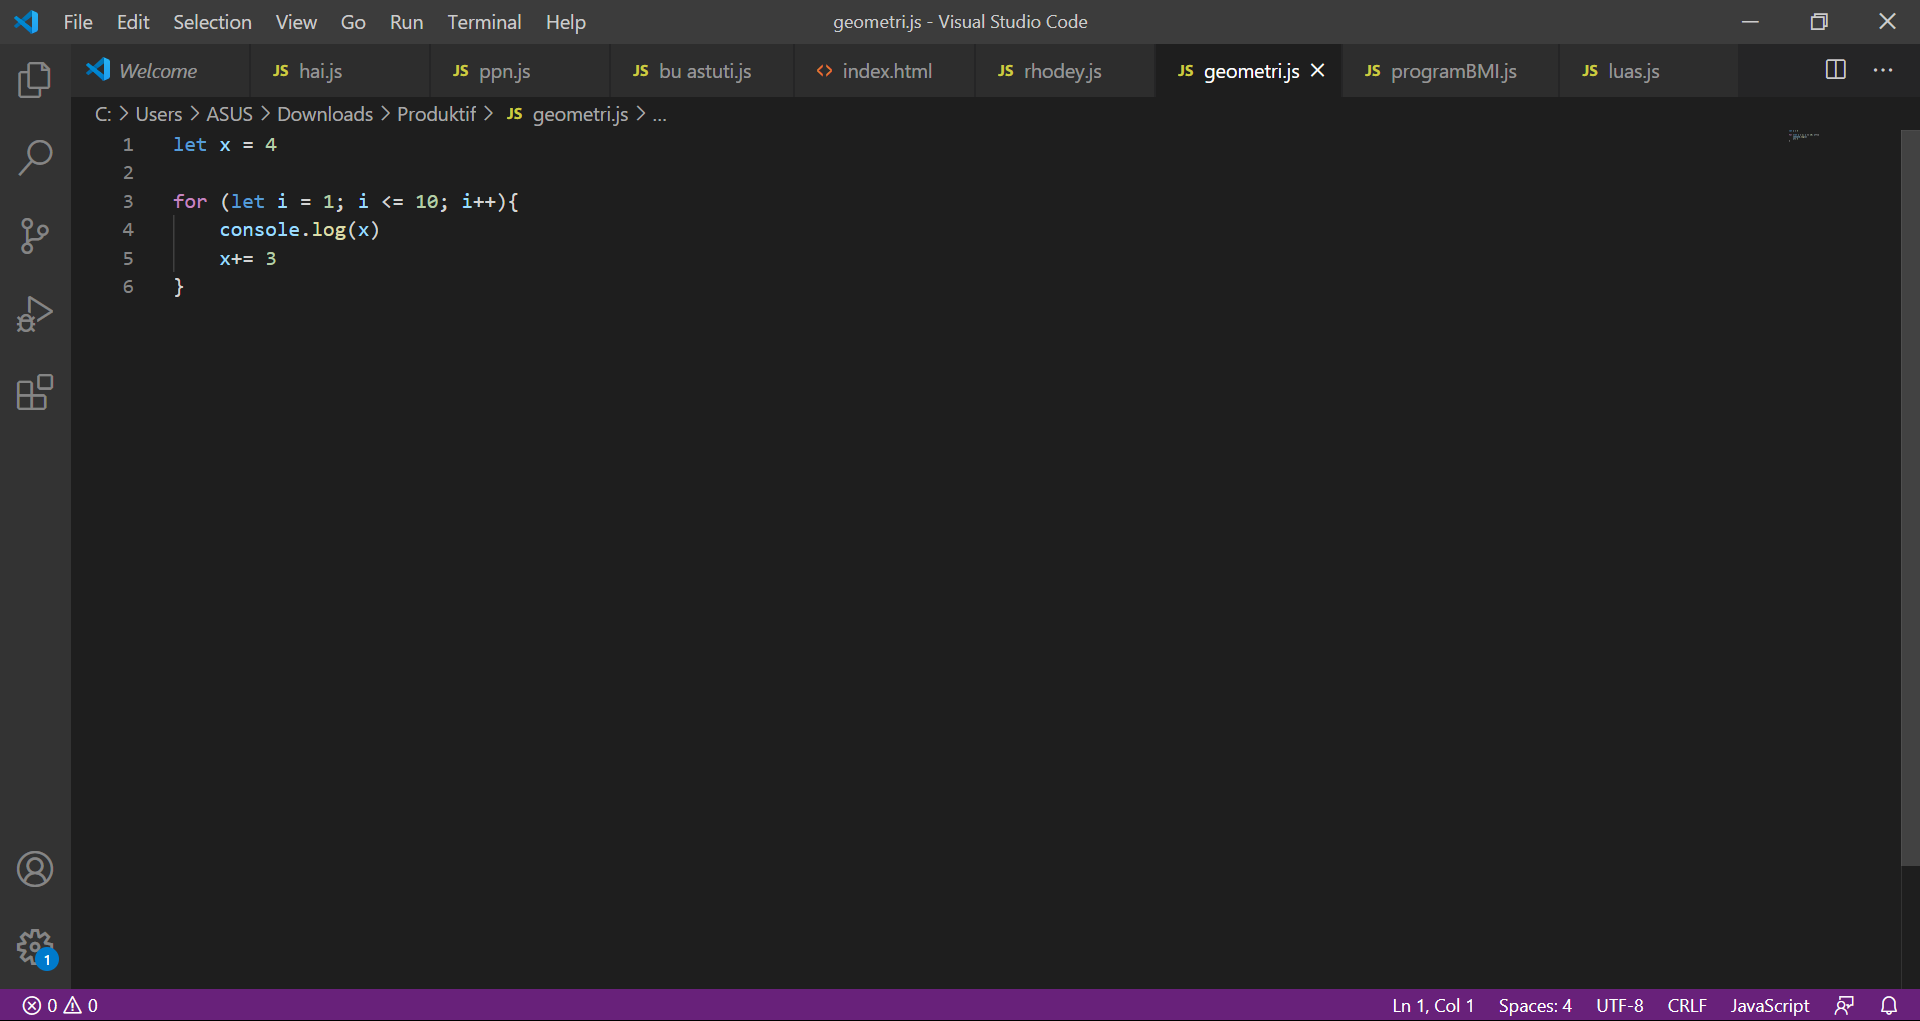 File Edit Selection View Go Run Terminal Help geometri.js - Visual Studio Code
Welcome JS hai.js JS ppn.js JS bu astuti.js <> index.html JS rhodey.js JS geometri.js JS programBMI.js JS luas.js ...
C: > Users > ASUS > Downloads > Produktif > JS geometri.js > ...
1 let x = 4
2
3 for (let i = 1; i <= 10; i++){
4     console.log(x)
5     x+= 3
6 }
1
0 0 Ln 1, Col 1 Spaces: 4 UTF-8 CRLF JavaScript